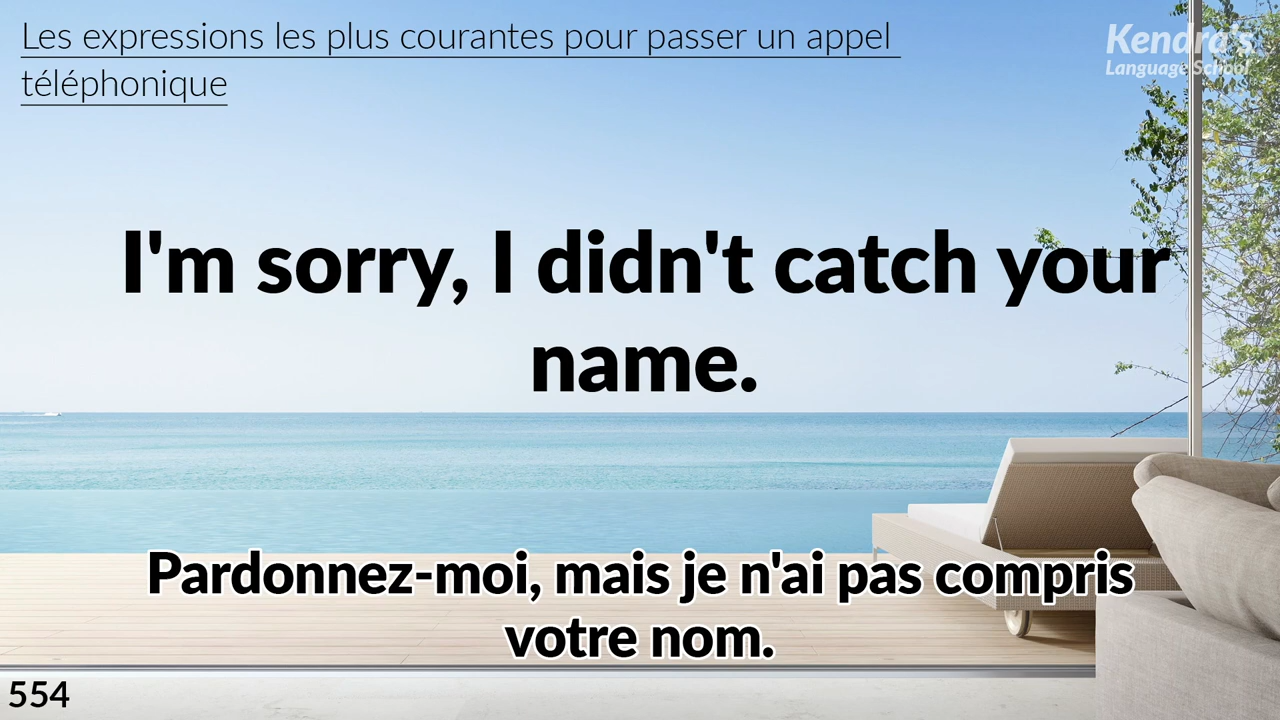 Les expressions les plus courantes pour passer un appel
téléphonique
Kendra's
Language School
I'm sorry, I didn't catch your
name.
Pardonnez-moi, mais je n'ai pas compris
votre nom.
554